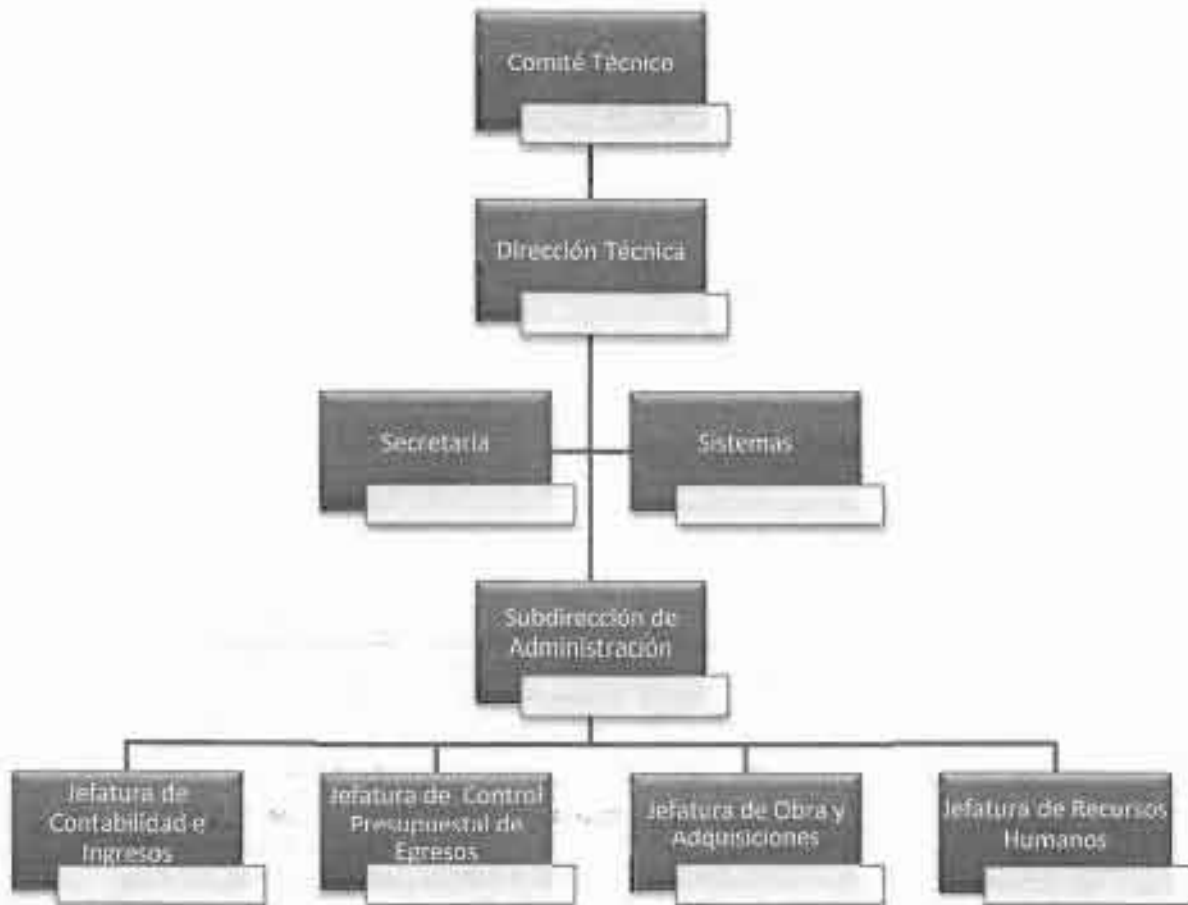 Comité Técnico
Dirección Técnica
Secretaria
Sistemas
Subdirección de
Administración
Jefatura de
Contabilidad e
Ingresos
Jefatura de Control
Presupuestal de
Egresos
Jefatura de Obra y
Adquisiciones
Jefatura de Recursos
Humanos